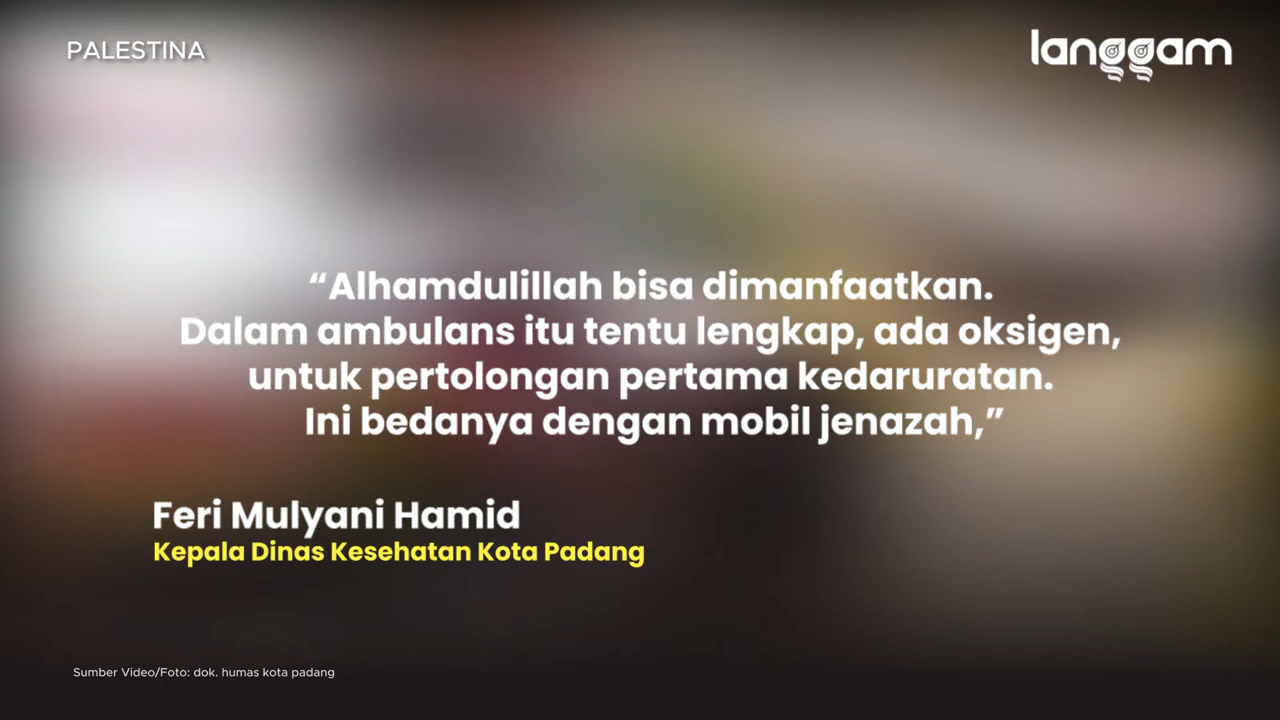 PALESTINA
langgam
“Alhamdulillah bisa dimanfaatkan.
Dalam ambulans itu tentu lengkap, ada oksigen,
untuk pertolongan pertama kedaruratan.
Ini bedanya dengan mobil jenazah,”
Feri Mulyani Hamid
Kepala Dinas Kesehatan Kota Padang
Sumber Video/Foto: dok. humas kota padang